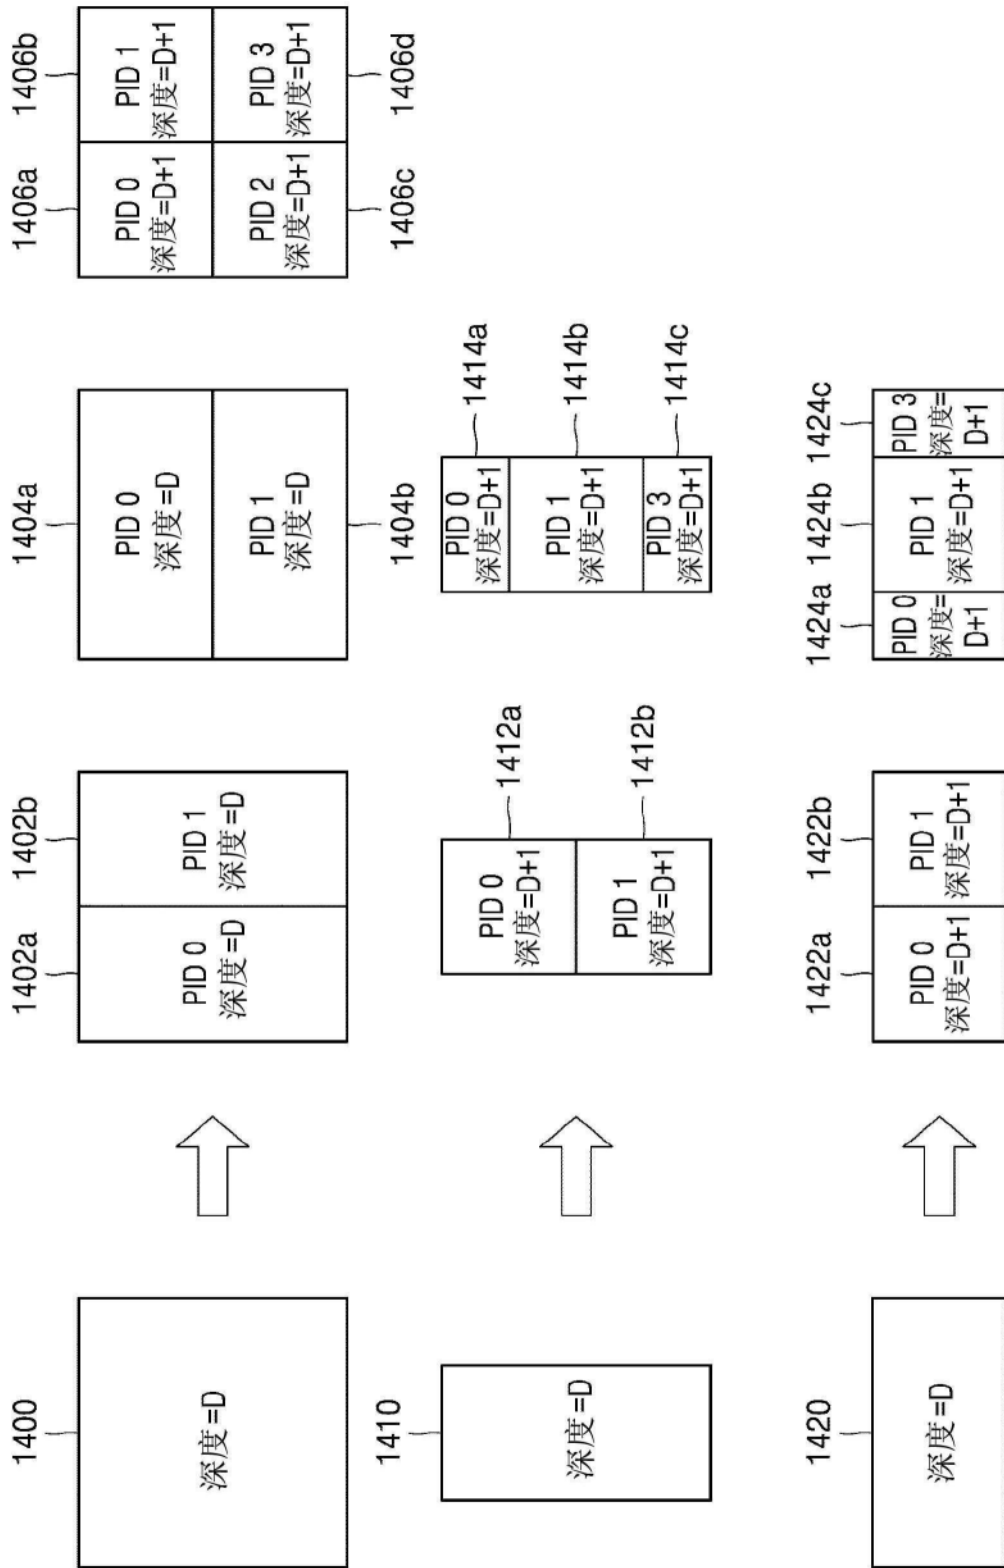 1400
深度=D
1402a
1402b
PID 0
深度=D
PID 1
深度=D
1404a
PID 0
深度=D
PID 1
深度=D
1404b
1406a
1406b
PID 0
深度=D+1
PID 1
深度=D+1
PID 2
深度=D+1
PID 3
深度=D+1
1406c
1406d
1410
深度=D
PID 0
深度=D+1
1412a
PID 1
深度=D+1
1412b
PID 0
深度=D+1
1414a
PID 1
深度=D+1
1414b
PID 3
深度=D+1
1414c
1420
深度=D
1422a
1422b
PID 0
深度=D+1
PID 1
深度=D+1
1424a
1424b
1424c
PID 0
深度=
D+1
PID 1
深度=D+1
PID 3
深度=
D+1